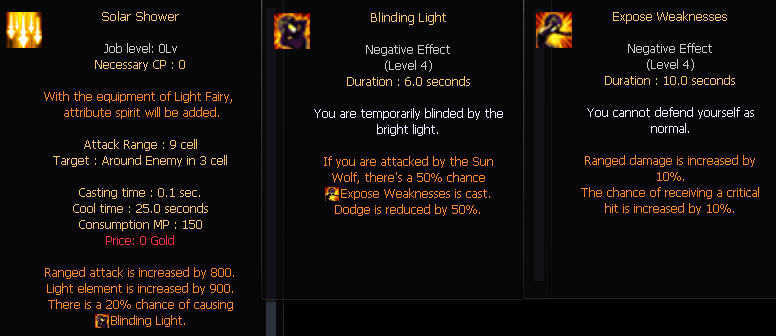 Solar Shower
Job level: 0Lv
Necessary CP : 0
With the equipment of Light Fairy,
attribute spirit will be added.
Attack Range : 9 cell
Target : Around Enemy in 3 cell
Casting time : 0.1 sec.
Cool time : 25.0 seconds
Consumption MP : 150
Price: 0 Gold
Ranged attack is increased by 800.
Light element is increased by 900.
There is a 20% chance of causing
Blinding Light.
Blinding Light
Negative Effect
(Level 4)
Duration : 6.0 seconds
You are temporarily blinded by the
bright light.
If you are attacked by the Sun
Wolf, there's a 50% chance
Expose Weaknesses is cast.
Dodge is reduced by 50%.
Expose Weaknesses
Negative Effect
(Level 4)
Duration : 10.0 seconds
You cannot defend yourself as
normal.
Ranged damage is increased by
10%.
The chance of receiving a critical
hit is increased by 10%.